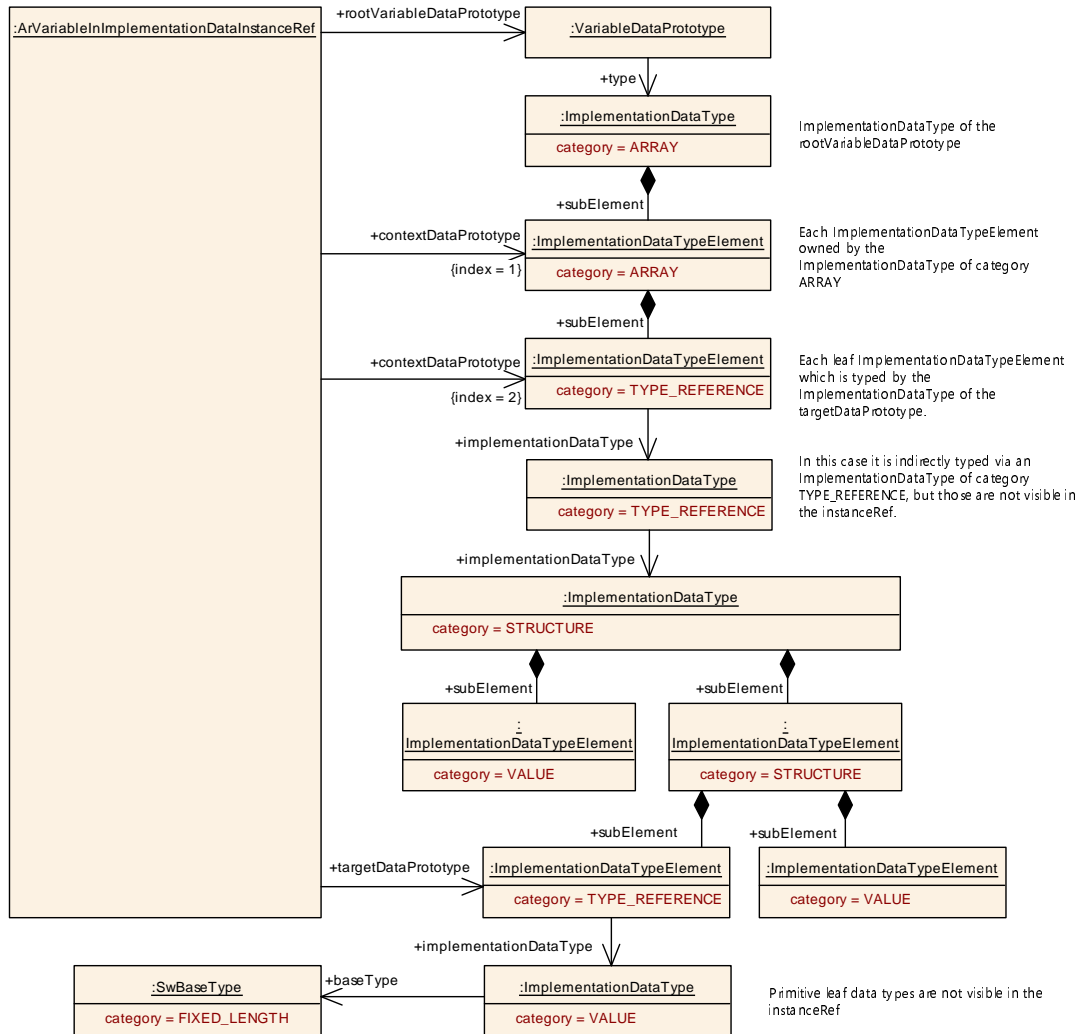 +rootVariableDataPrototype
:ArVariableInImplementationDataInstanceRef
:VariableDataPrototype
+type
:ImplementationDataType
category = ARRAY
ImplementationDataType of the
rootVariableDataPrototype
+subElement
+contextDataPrototype
{index = 1}
:ImplementationDataTypeElement
category = ARRAY
Each ImplementationDataTypeElement
owned by the
ImplementationDataType of category
ARRAY
+subElement
+contextDataPrototype
{index = 2}
:ImplementationDataTypeElement
category = TYPE_REFERENCE
Each leaf ImplementationDataTypeElement
which is typed by the
ImplementationDataType of the
targetDataPrototype.
+implementationDataType
:ImplementationDataType
category = TYPE_REFERENCE
In this case it is indirectly typed via an
ImplementationDataType of category
TYPE_REFERENCE, but those are not visible in
the instanceRef.
+implementationDataType
:ImplementationDataType
category = STRUCTURE
+subElement
+subElement
:
ImplementationDataTypeElement
category = VALUE
:
ImplementationDataTypeElement
category = STRUCTURE
+subElement
+subElement
+targetDataPrototype
:ImplementationDataTypeElement
category = TYPE_REFERENCE
:ImplementationDataTypeElement
category = VALUE
+implementationDataType
:SwBaseType
category = FIXED_LENGTH
+baseType
:ImplementationDataType
category = VALUE
Primitive leaf data types are not visible in the
instanceRef